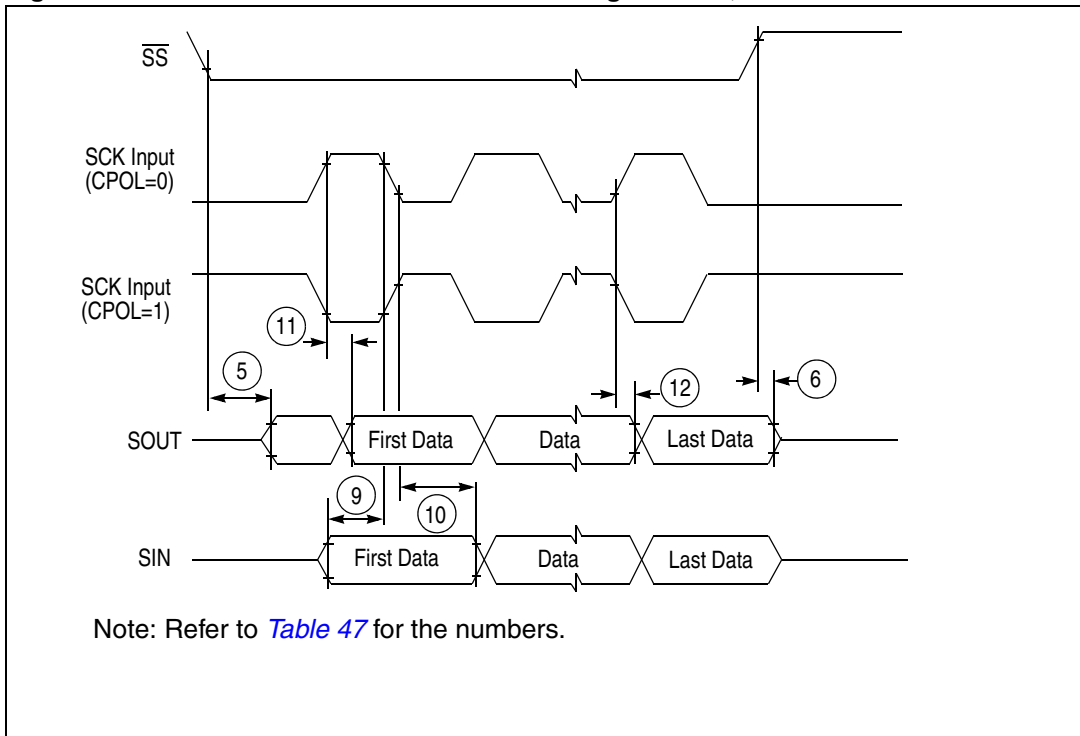 SS
SCK Input
(CPOL=0)
SCK Input
(CPOL=1)
11
5
12
6
SOUT
First Data
Data
Last Data
9
10
SIN
First Data
Data
Last Data
Note: Refer to Table 47 for the numbers.